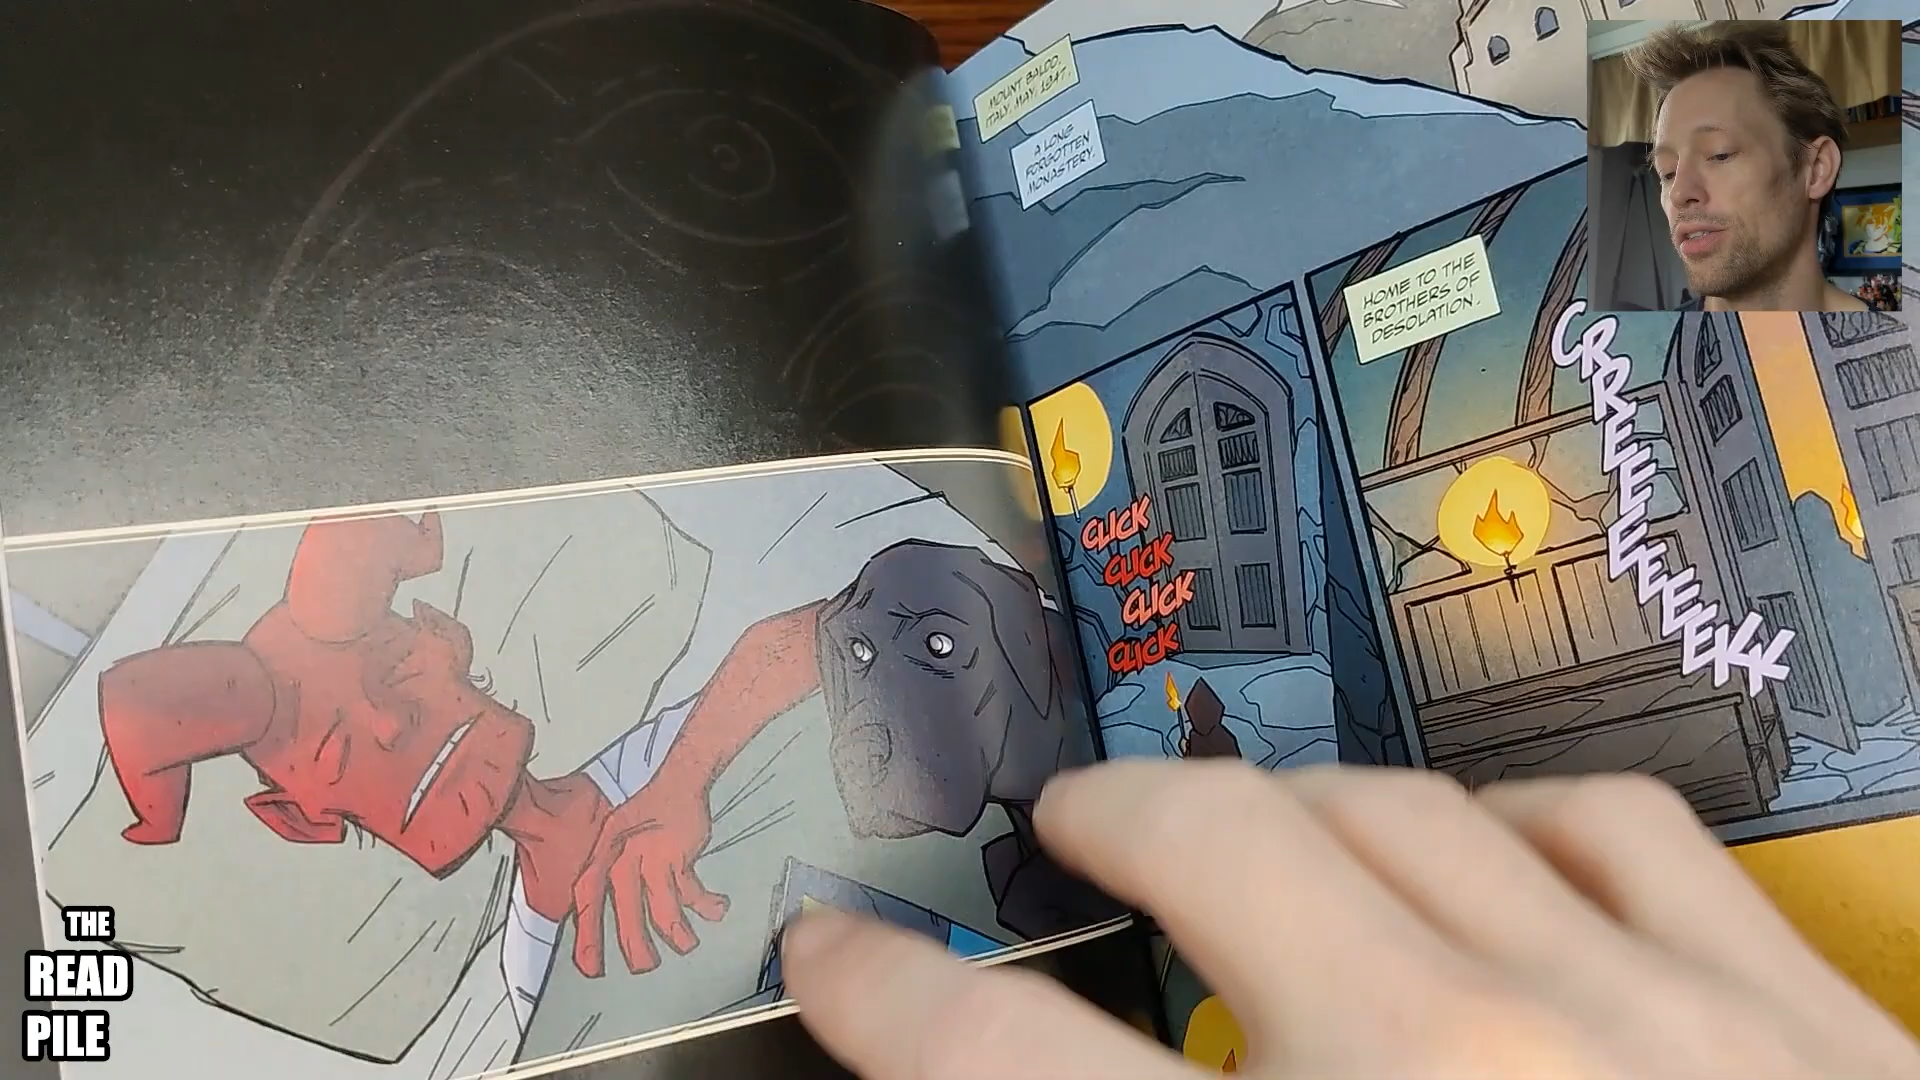 MOUNT BALDO,
ITALY, MAY, 1947.
A LONG
FORGOTTEN
MONASTERY.
HOME TO THE
BROTHERS OF
DESOLATION.
CRREEEEEEEEKK
CLICK
CLICK
CLICK
CLICK
THE
READ
PILE